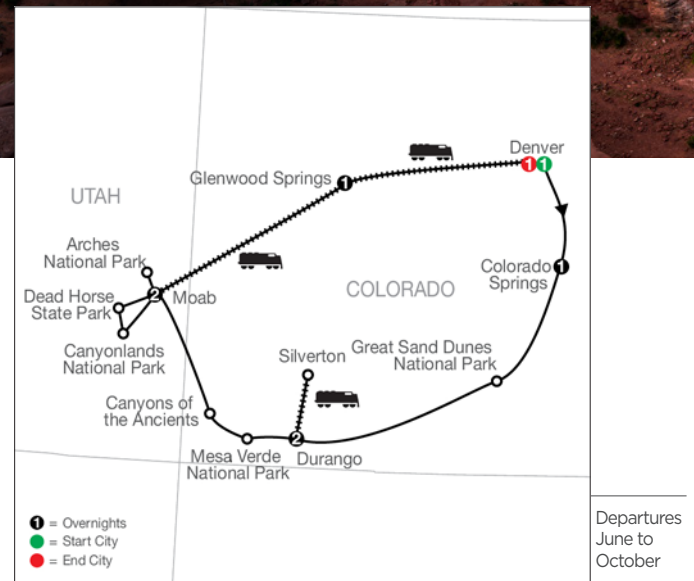 Denver
1 1
Glenwood Springs 1
UTAH
Arches
National Park
Colorado
Springs
1
2 Moab
COLORADO
Dead Horse
State Park
Canyonlands
National Park
Silverton
Great Sand Dunes
National Park
Canyons of
the Ancients
2
Mesa Verde
National Park
Durango
1 = Overnights
= Start City
= End City
Departures
June to
October